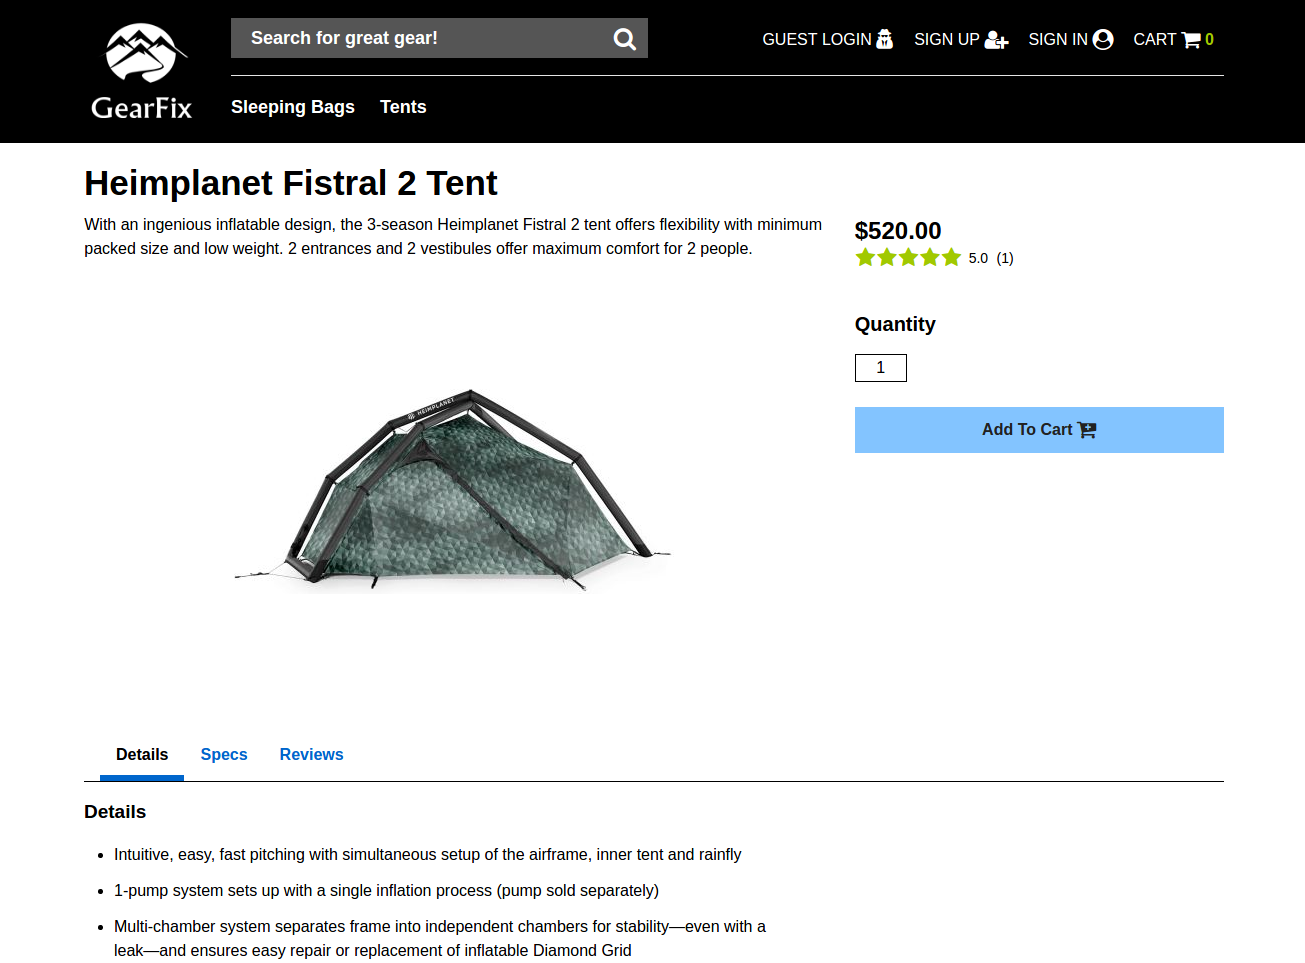 Search for great gear!
GUEST LOGIN
SIGN UP
SIGN IN
CART 0
GearFix
Sleeping Bags
Tents
Heimplanet Fistral 2 Tent
With an ingenious inflatable design, the 3-season Heimplanet Fistral 2 tent offers flexibility with minimum
packed size and low weight. 2 entrances and 2 vestibules offer maximum comfort for 2 people.
$520.00
5.0 (1)
Quantity
1
Add To Cart
HEIMPLANET
Details
Specs
Reviews
Details
• Intuitive, easy, fast pitching with simultaneous setup of the airframe, inner tent and rainfly
• 1-pump system sets up with a single inflation process (pump sold separately)
• Multi-chamber system separates frame into independent chambers for stability—even with a
leak—and ensures easy repair or replacement of inflatable Diamond Grid